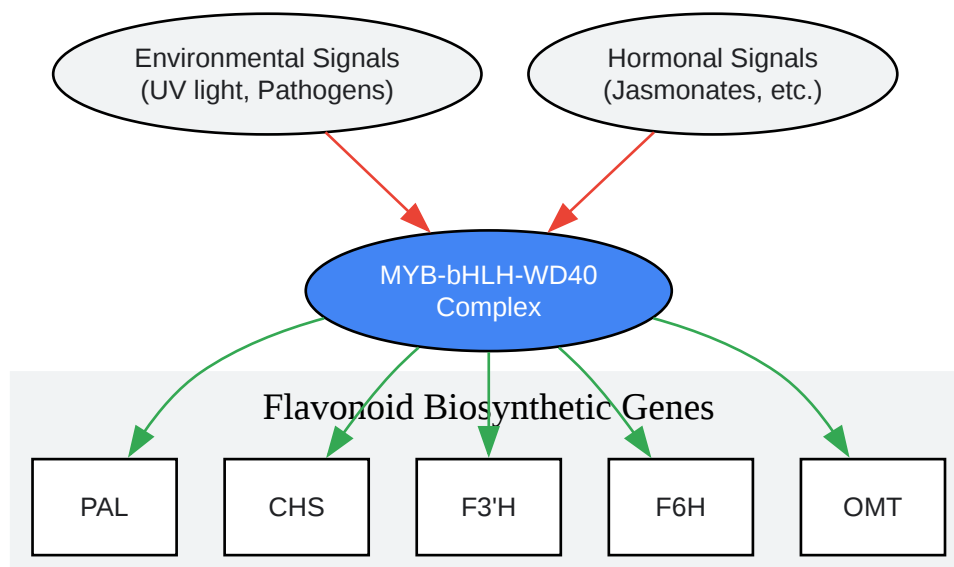 Environmental Signals
(UV light, Pathogens)
Hormonal Signals
(Jasmonates, etc.)
MYB-bHLH-WD40
Complex
Flavonoid Biosynthetic Genes
PAL
CHS
F3'H
F6H
OMT